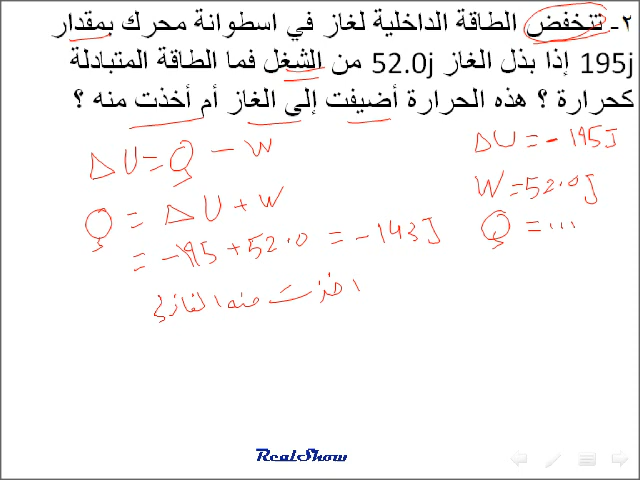 ٢- تنخفض الطاقة الداخلية لغاز في اسطوانة محرك بمقدار
195j إذا بذل الغاز 52.0j من الشغل فما الطاقة المتبادلة
كحرارة ؟ هذه الحرارة أضيفت إلى الغاز أم أخذت منه ؟
ΔU = Q - W
Q = ΔU + W
= -195 + 52.0 = -143J
اخذت منه الغاز
ΔU = -195J
W = 52.0J
Q = ...
RealShow